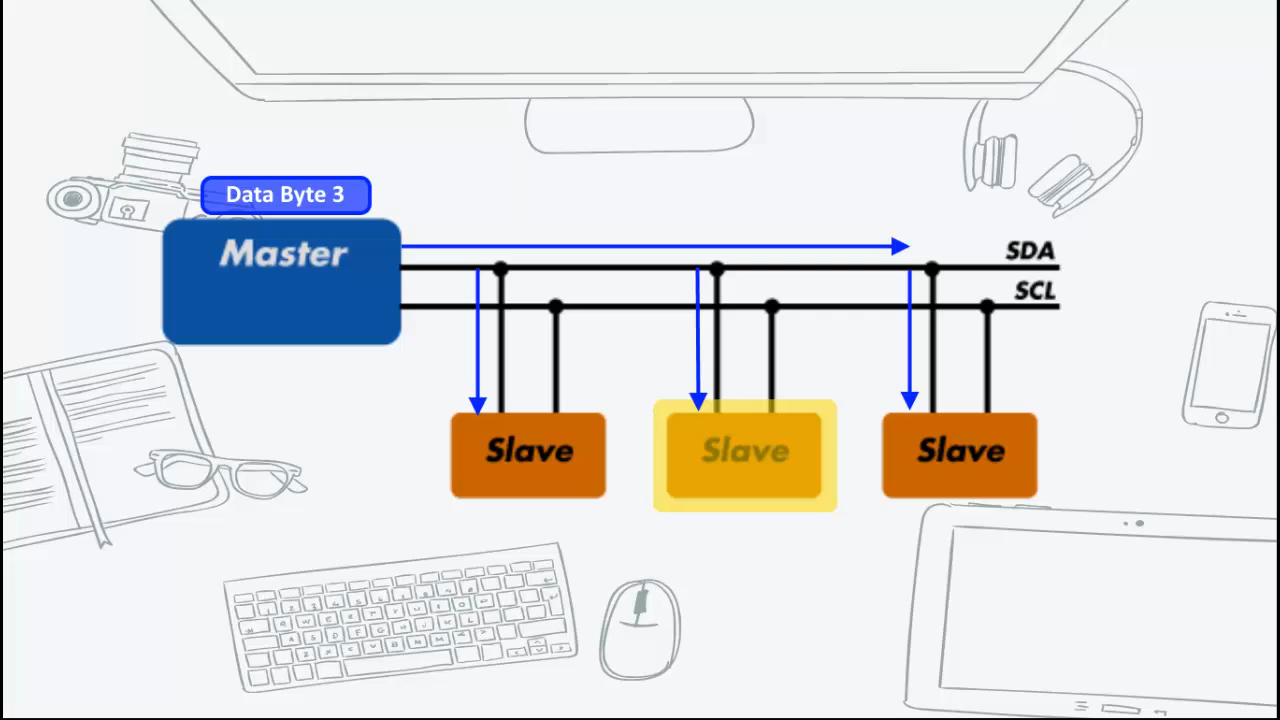 Data Byte 3
Master
SDA
SCL
Slave
Slave
Slave